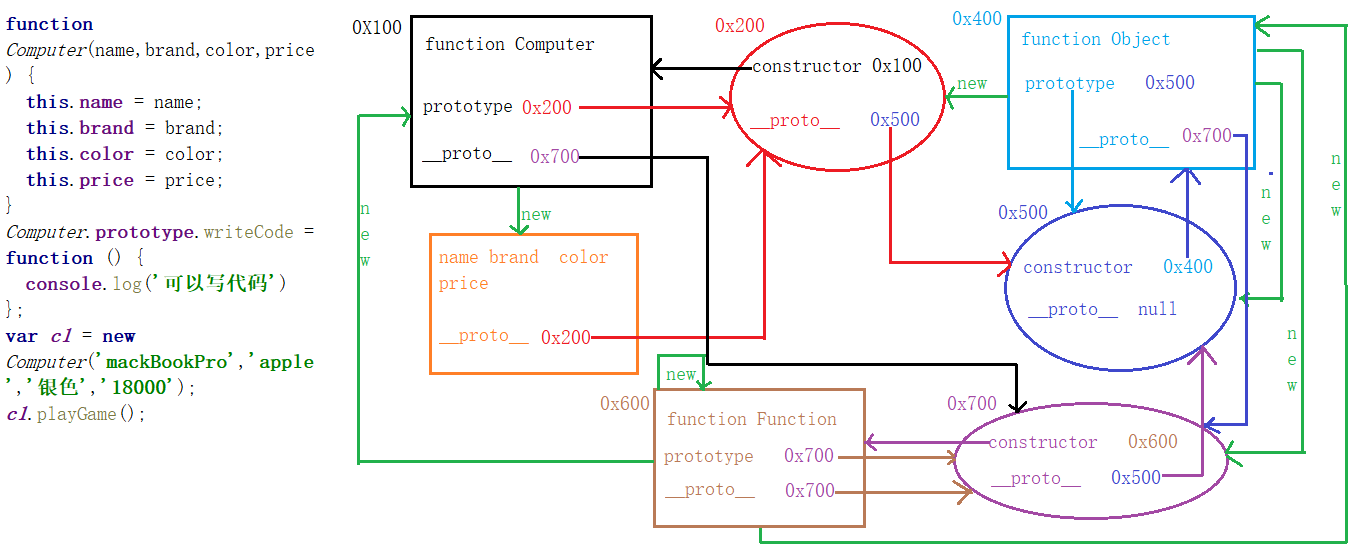 function
Computer(name,brand,color,price
) {
this.name = name;
this.brand = brand;
this.color = color;
this.price = price;
}
Computer.prototype.writeCode =
function () {
console.log('可以写代码')
};
var c1 = new
Computer('mackBookPro','apple
','银色','18000');
c1.playGame();
0X100
function Computer
prototype 0x200
__proto__ 0x700
new
new
name brand color
price
__proto__ 0x200
0x200
constructor 0x100
__proto__ 0x500
new
0x400
function Object
prototype 0x500
__proto__ 0x700
new
new
new
0x500
constructor 0x400
__proto__ null
0x600
new
function Function
prototype 0x700
__proto__ 0x700
0x700
constructor 0x600
__proto__ 0x500